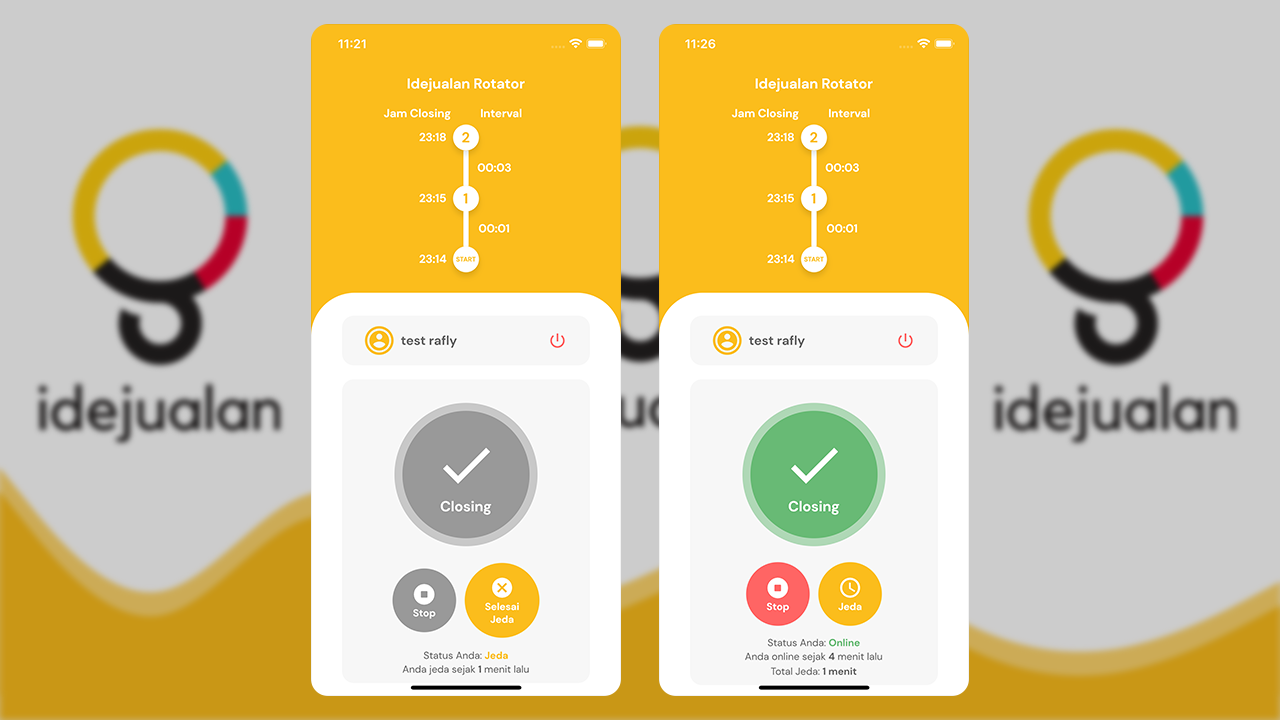 idejualan
11:21
Idejualan Rotator
Jam Closing Interval
23:18 2
00:03
23:15 1
00:01
23:14 START
test rafly
Closing
Stop
Selesai
Jeda
Status Anda: Jeda
Anda jeda sejak 1 menit lalu
11:26
Idejualan Rotator
Jam Closing Interval
23:18 2
00:03
23:15 1
00:01
23:14 START
test rafly
Closing
Stop
Jeda
Status Anda: Online
Anda online sejak 4 menit lalu
Total Jeda: 1 menit
idejualan